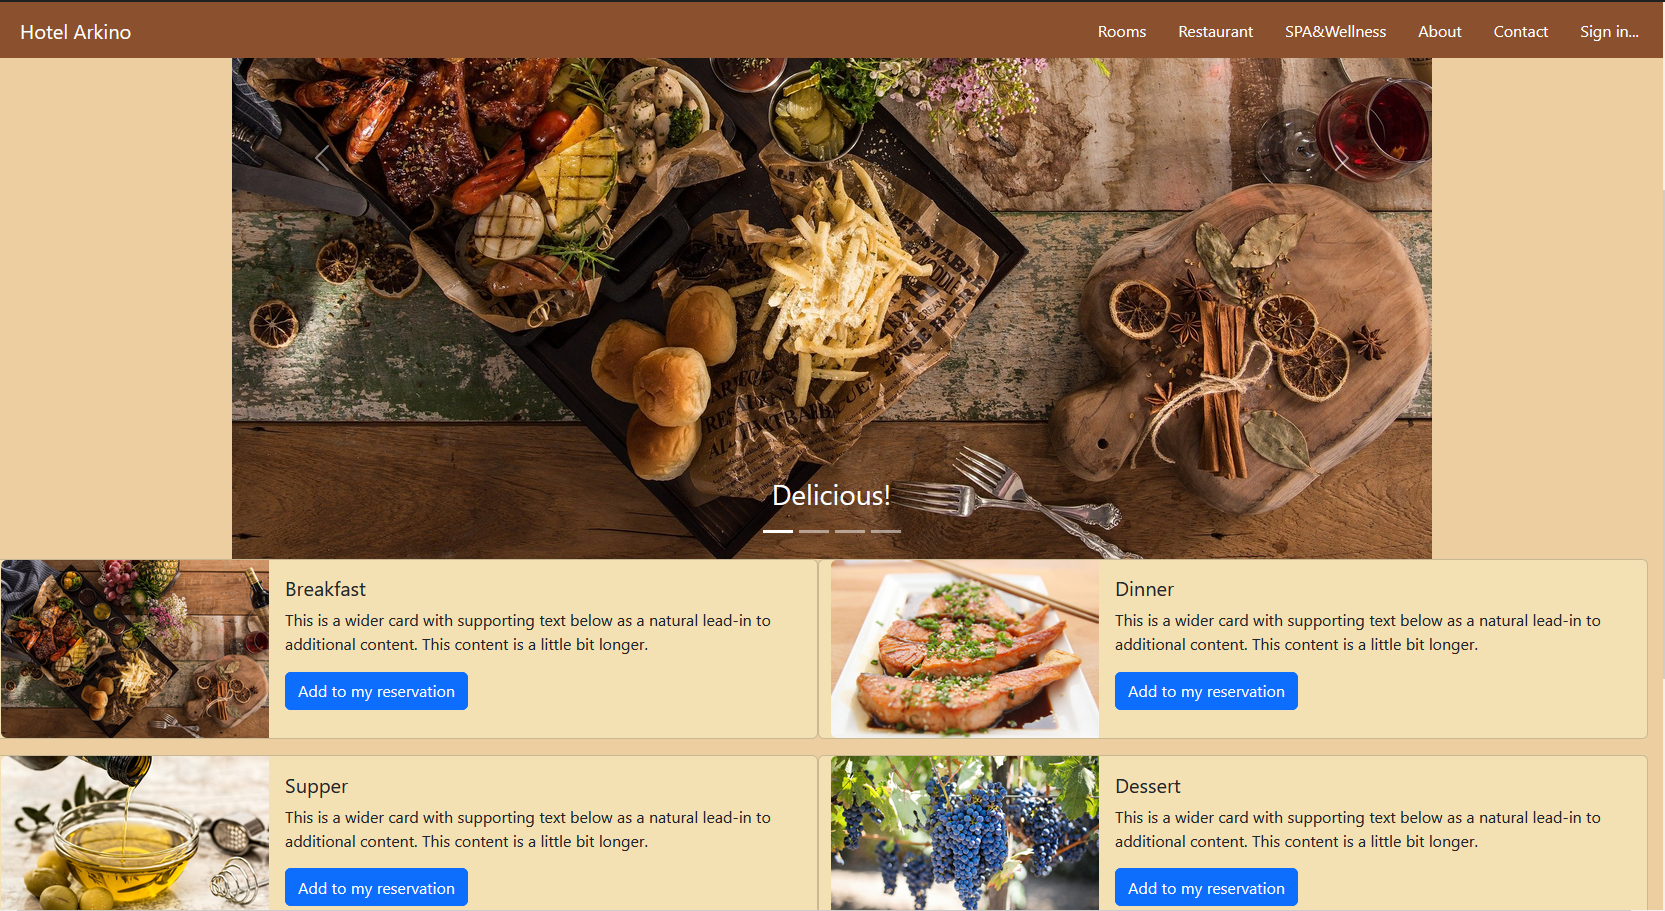 Hotel Arkino
Rooms
Restaurant
SPA&Wellness
About
Contact
Sign in...
Delicious!
Breakfast
This is a wider card with supporting text below as a natural lead-in to
additional content. This content is a little bit longer.
Add to my reservation
Dinner
This is a wider card with supporting text below as a natural lead-in to
additional content. This content is a little bit longer.
Add to my reservation
Supper
This is a wider card with supporting text below as a natural lead-in to
additional content. This content is a little bit longer.
Add to my reservation
Dessert
This is a wider card with supporting text below as a natural lead-in to
additional content. This content is a little bit longer.
Add to my reservation